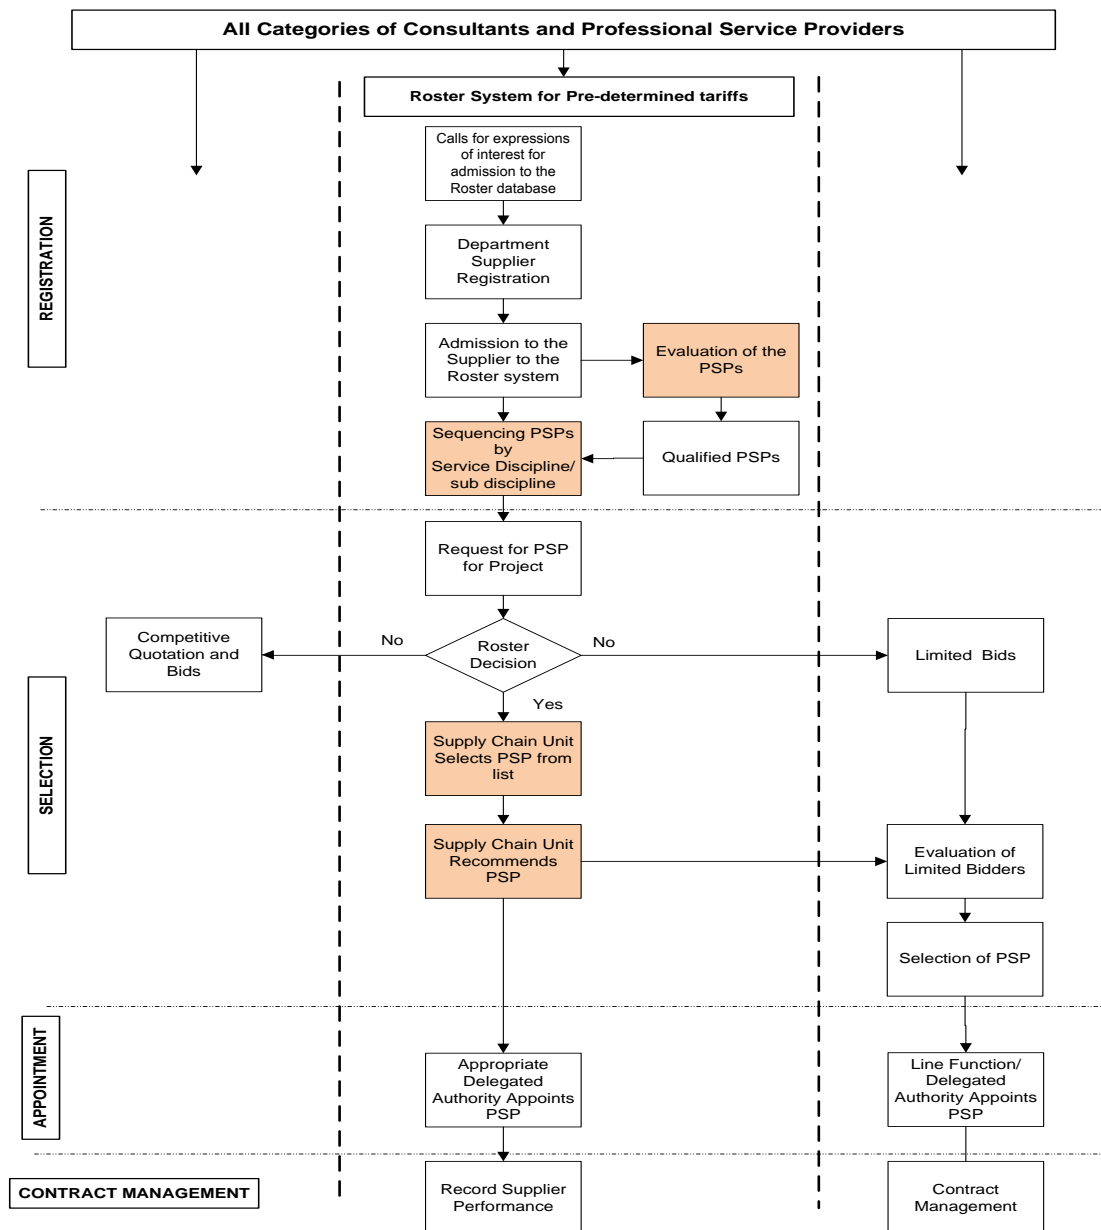 All Categories of Consultants and Professional Service Providers
Roster System for Pre-determined tariffs
Calls for expressions
of interest for
admission to the
Roster database
REGISTRATION
Department
Supplier
Registration
Admission to the
Supplier to the
Roster system
Evaluation of the
PSPs
Sequencing PSPs
by
Service Discipline/
sub discipline
Qualified PSPs
Request for PSP
for Project
Competitive
Quotation and
Bids
No
Roster
Decision
No
Limited Bids
Yes
SELECTION
Supply Chain Unit
Selects PSP from
list
Supply Chain Unit
Recommends
PSP
Evaluation of
Limited Bidders
Selection of PSP
APPOINTMENT
Appropriate
Delegated
Authority Appoints
PSP
Line Function/
Delegated
Authority Appoints
PSP
CONTRACT MANAGEMENT
Record Supplier
Performance
Contract
Management